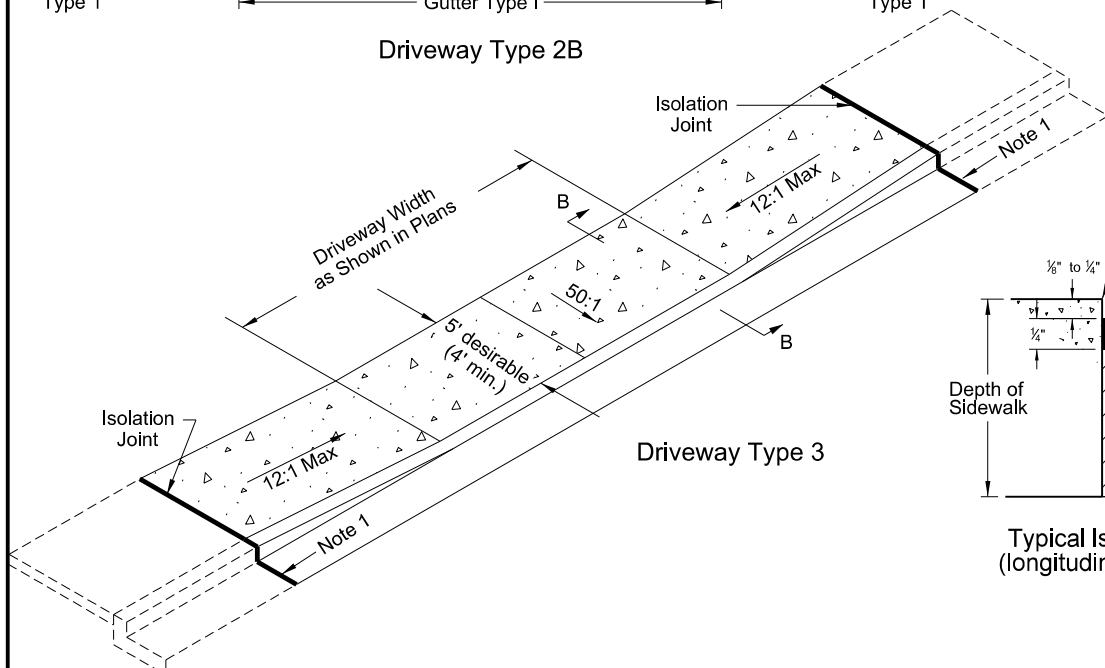 Type 1
Gutter Type I
Type 1
Driveway Type 2B
Isolation
Joint
Note 1
12:1 Max
Driveway Width
as Shown in Plans
B
50:1
B
5' desirable
(4' min.)
⅛" to ¼"
¼"
Depth of
Sidewalk
Isolation
Joint
12:1 Max
Driveway Type 3
Note 1
Typical Is
(longitudin